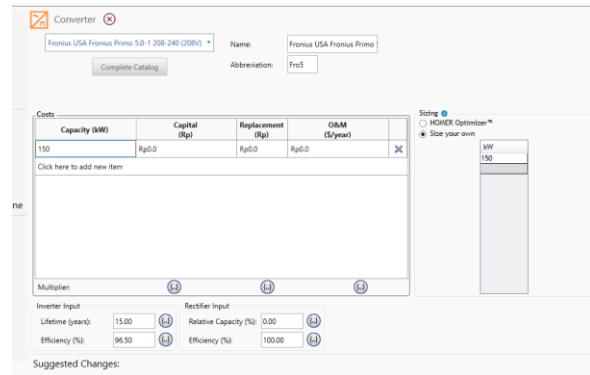 Converter
Fronius USA Fronius Primo 5.0-1 208-240 (208V)
Name: Fronius USA Fronius Primo
Complete Catalog
Abbreviation: Fro5
Costs
Capacity (kW) Capital (Rp) Replacement (Rp) O&M ($/year)
150 Rp0.0 Rp0.0 Rp0.0
Click here to add new item
Multiplier:
Sizing
HOMER Optimizer™
Size your own
kW
150
ne
Inverter Input
Lifetime (years): 15.00
Efficiency (%): 96.50
Rectifier Input
Relative Capacity (%): 0.00
Efficiency (%): 100.00
Suggested Changes: